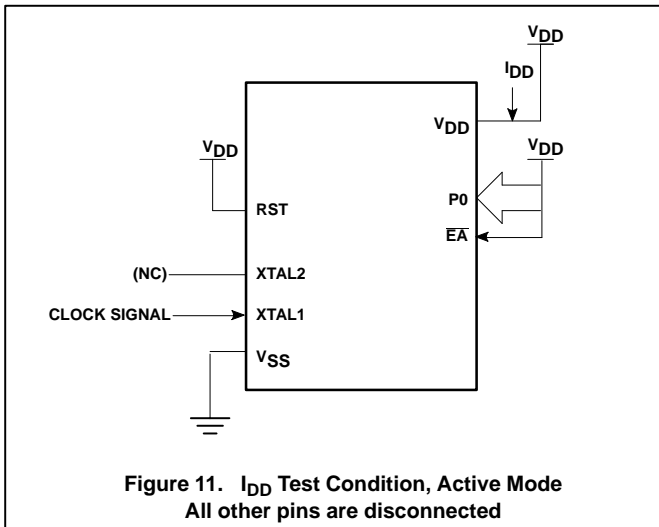 VDD
IDD
VDD
VDD
VDD
P0
RST
EA
(NC)
XTAL2
CLOCK SIGNAL
XTAL1
VSS
Figure 11. IDD Test Condition, Active Mode
All other pins are disconnected